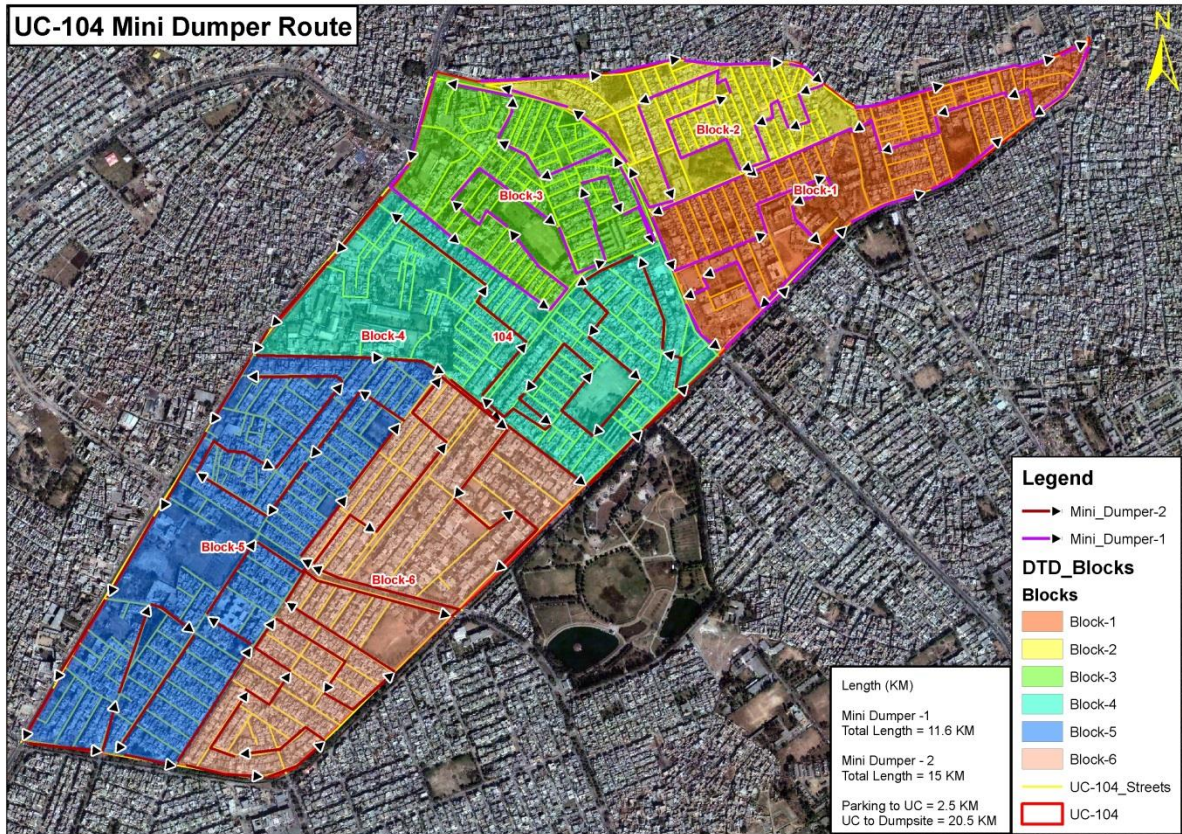 UC-104 Mini Dumper Route
N
Block-2
Block-1
Block-3
Block-4
104
Block-5
Block-6
Legend
Mini_Dumper-2
Mini_Dumper-1
DTD_Blocks
Blocks
Block-1
Block-2
Block-3
Block-4
Block-5
Block-6
UC-104_Streets
UC-104
Length (KM)
Mini Dumper -1
Total Length = 11.6 KM
Mini Dumper - 2
Total Length = 15 KM
Parking to UC = 2.5 KM
UC to Dumpsite = 20.5 KM